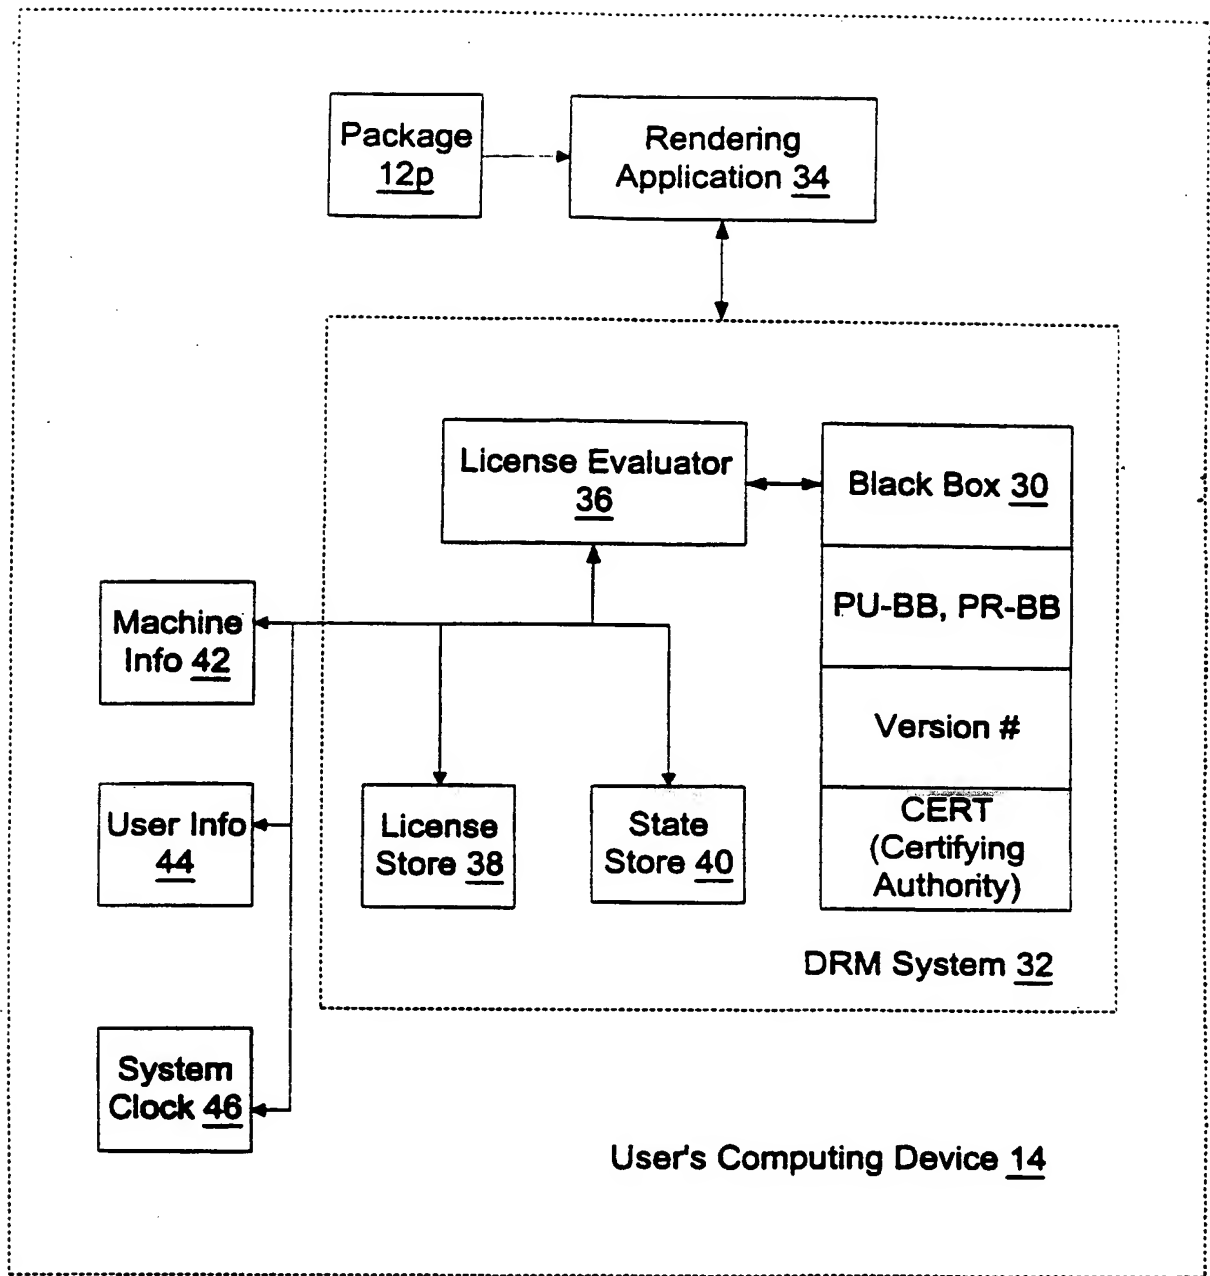 Package
12p
Rendering
Application 34
License Evaluator
36
Black Box 30
PU-BB, PR-BB
Version #
CERT
(Certifying
Authority)
Machine
Info 42
User Info
44
License
Store 38
State
Store 40
DRM System 32
System
Clock 46
User's Computing Device 14